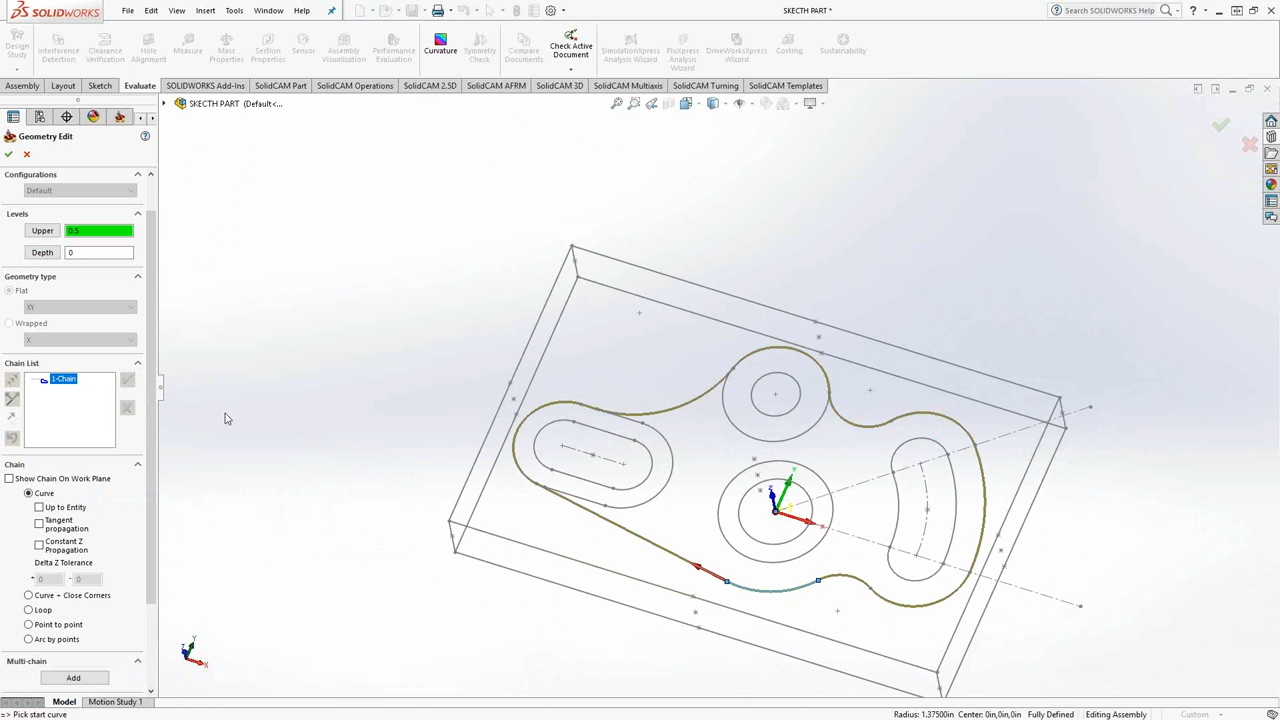 SOLIDWORKS File Edit View Insert Tools Window Help SKECTH PART * Search SOLIDWORKS Help
Design Study
Interference Detection
Clearance Verification
Hole Alignment
Measure
Mass Properties
Section Properties
Sensor
Assembly Visualization
Performance Evaluation
Curvature
Symmetry Check
Compare Documents
Check Active Document
SimulationXpress Analysis Wizard
FloXpress Analysis Wizard
DriveWorksXpress Wizard
Costing
Sustainability
Assembly Layout Sketch Evaluate SOLIDWORKS Add-Ins SolidCAM Part SolidCAM Operations SolidCAM 2.5D SolidCAM AFRM SolidCAM 3D SolidCAM Multiaxis SolidCAM Turning SolidCAM Templates
SKECTH PART (Default<...
Geometry Edit
Configurations
Default
Levels
Upper 0.5
Depth 0
Geometry type
Flat
XY
Wrapped
X
Chain List
1-Chain
Chain
Show Chain On Work Plane
Curve
Up to Entity
Tangent propagation
Constant Z Propagation
Delta Z Tolerance
+ 0 - 0
Curve + Close Corners
Loop
Point to point
Arc by points
Multi-chain
Add
Y
Z
X
Y
Z
X
Model Motion Study 1
=> Pick start curve Radius: 1.37500in Center: 0in,0in,0in Fully Defined Editing Assembly Custom